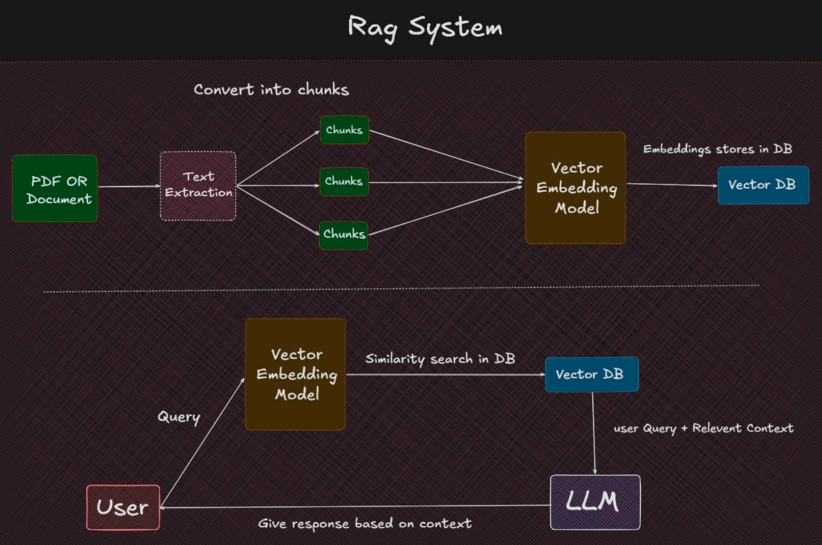 Rag System
Convert into chunks
PDF OR
Document
Text
Extraction
Chunks
Chunks
Chunks
Vector
Embedding
Model
Embeddings stores in DB
Vector DB
Vector
Embedding
Model
Similarity search in DB
Vector DB
Query
user Query + Relevent Context
User
LLM
Give response based on context